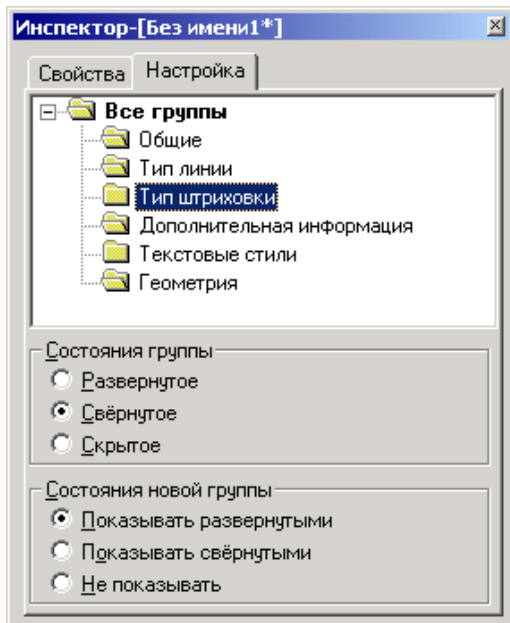 Инспектор-[Без имени1*]
Свойства Настройка
Все группы
Общие
Тип линии
Тип штриховки
Дополнительная информация
Текстовые стили
Геометрия
Состояния группы
Развернутое
Свёрнутое
Скрытое
Состояния новой группы
Показывать развернутыми
Показывать свёрнутыми
Не показывать